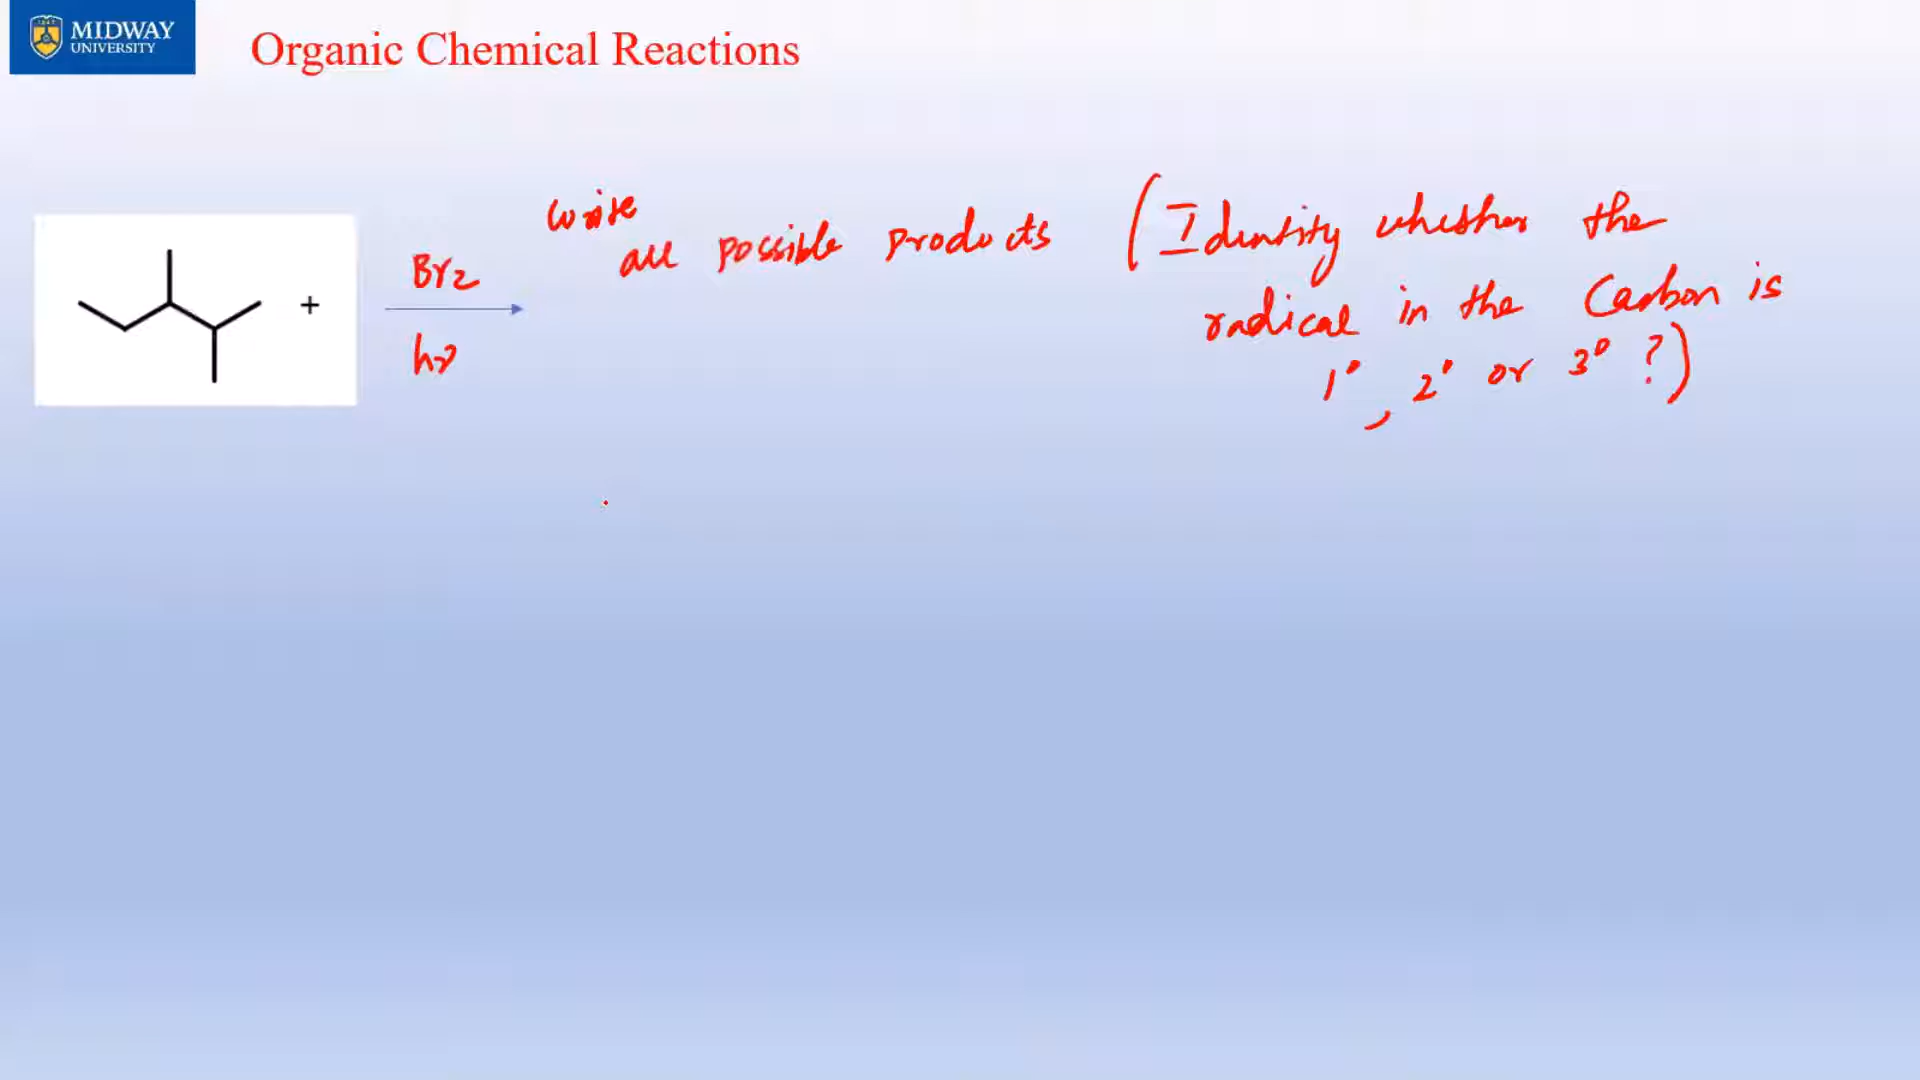 MIDWAY
UNIVERSITY
Organic Chemical Reactions
write
all possible products (Identity whether the
radical in the Carbon is
1°, 2° or 3° ?)
+
Br2
hν